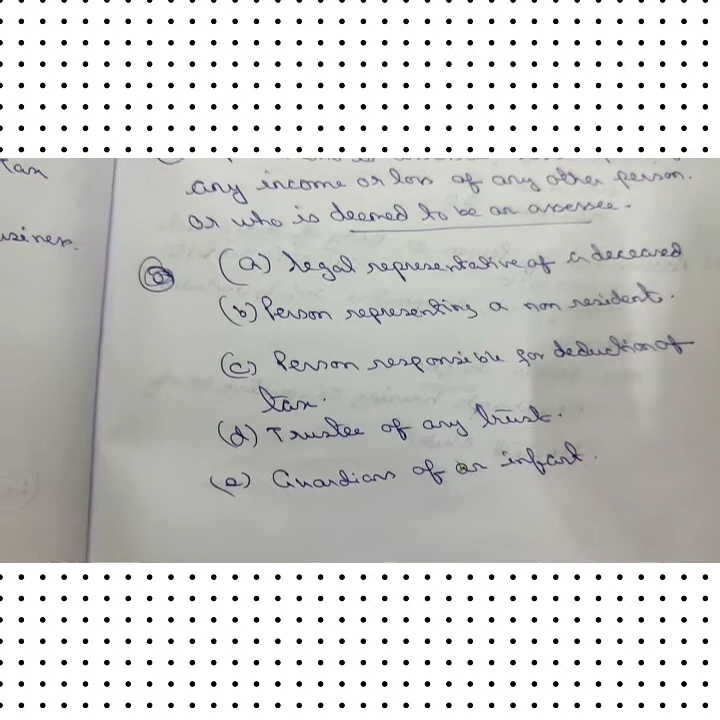 tax
any income or loss of any other person.
usiness.
or who is deemed to be an assessee.
(a) Legal representative of a deceased
(b) Person representing a non resident.
(c) Person responsible for deduction of
tax.
(d) Trustee of any trust.
(e) Guardian of an infant.